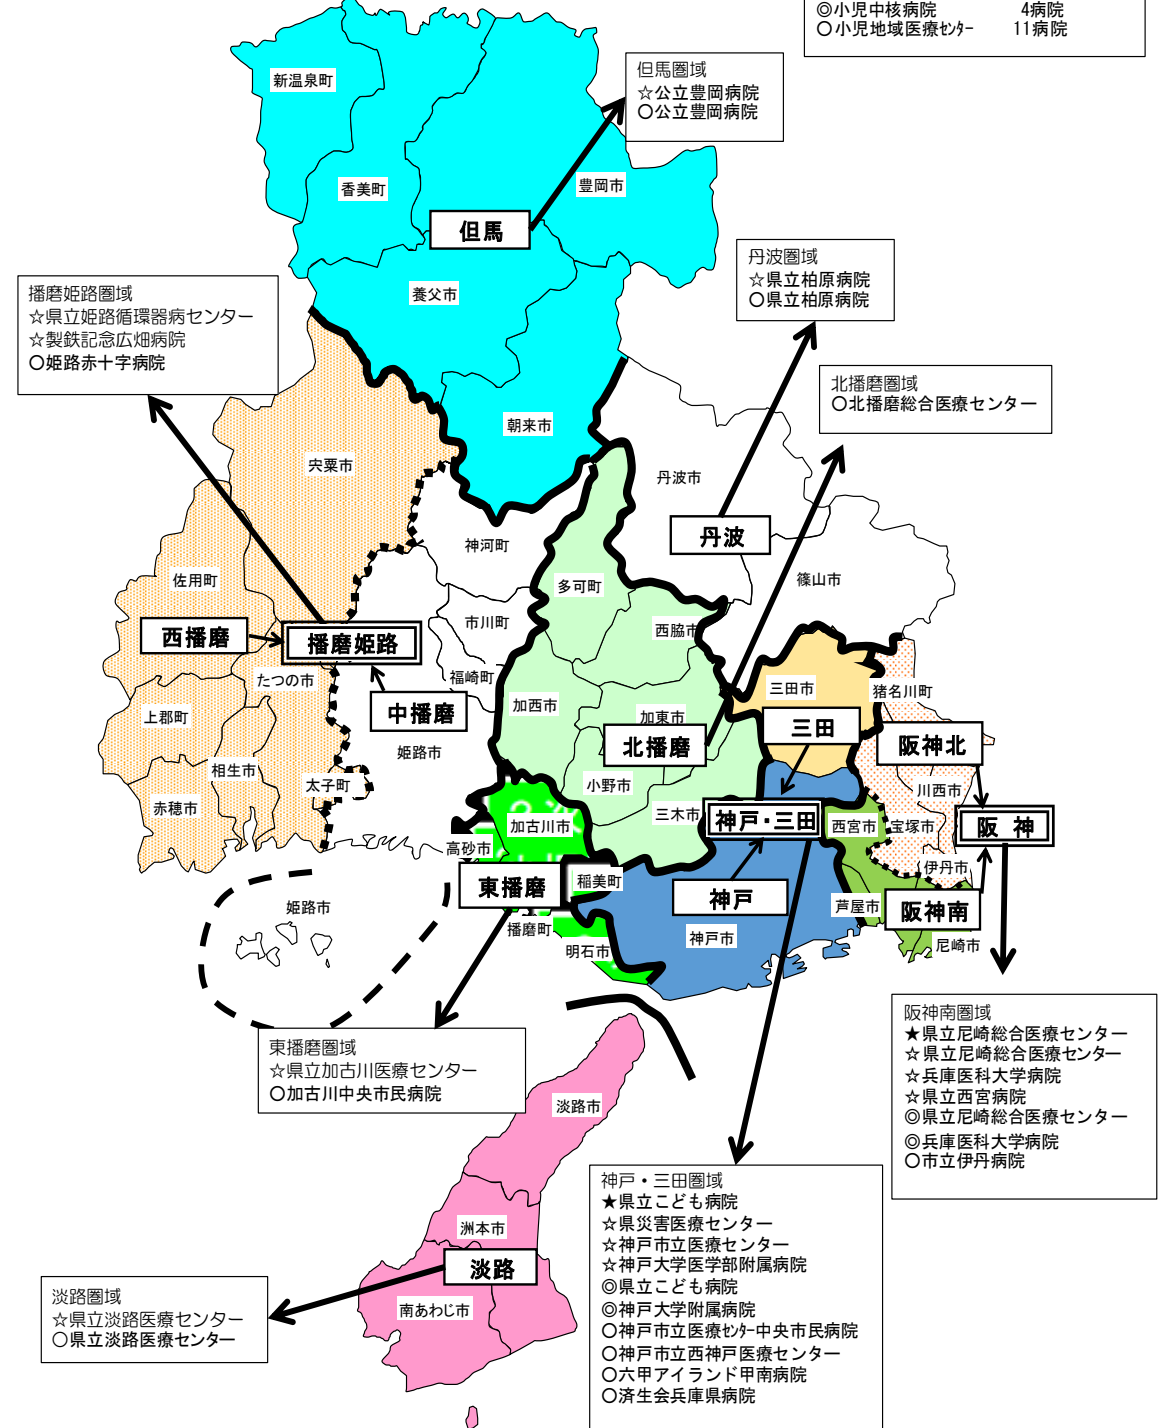 ◎小児中核病院 4病院
○小児地域医療ｾﾝﾀｰ 11病院
但馬圏域
☆公立豊岡病院
○公立豊岡病院
新温泉町
香美町
豊岡市
但馬
養父市
朝来市
丹波圏域
☆県立柏原病院
○県立柏原病院
播磨姫路圏域
☆県立姫路循環器病センター
☆製鉄記念広畑病院
○姫路赤十字病院
北播磨圏域
○北播磨総合医療センター
宍粟市
丹波市
丹波
神河町
篠山市
佐用町
多可町
市川町
西脇市
西播磨
播磨姫路
福崎町
たつの市
三田市
猪名川町
加西市
上郡町
中播磨
加東市
三田
阪神北
姫路市
北播磨
相生市
太子町
小野市
川西市
赤穂市
三木市
神戸・三田
西宮市
宝塚市
阪神
加古川市
高砂市
伊丹市
東播磨
稲美町
神戸
芦屋市
阪神南
姫路市
播磨町
明石市
神戸市
尼崎市
東播磨圏域
☆県立加古川医療センター
○加古川中央市民病院
阪神南圏域
★県立尼崎総合医療センター
☆県立尼崎総合医療センター
☆兵庫医科大学病院
☆県立西宮病院
◎県立尼崎総合医療センター
◎兵庫医科大学病院
○市立伊丹病院
淡路市
神戸・三田圏域
★県立こども病院
☆県災害医療センター
☆神戸市立医療センター
☆神戸大学医学部附属病院
◎県立こども病院
◎神戸大学附属病院
○神戸市立医療ｾﾝﾀｰ中央市民病院
○神戸市立西神戸医療センター
○六甲アイランド甲南病院
○済生会兵庫県病院
洲本市
淡路
南あわじ市
淡路圏域
☆県立淡路医療センター
○県立淡路医療センター